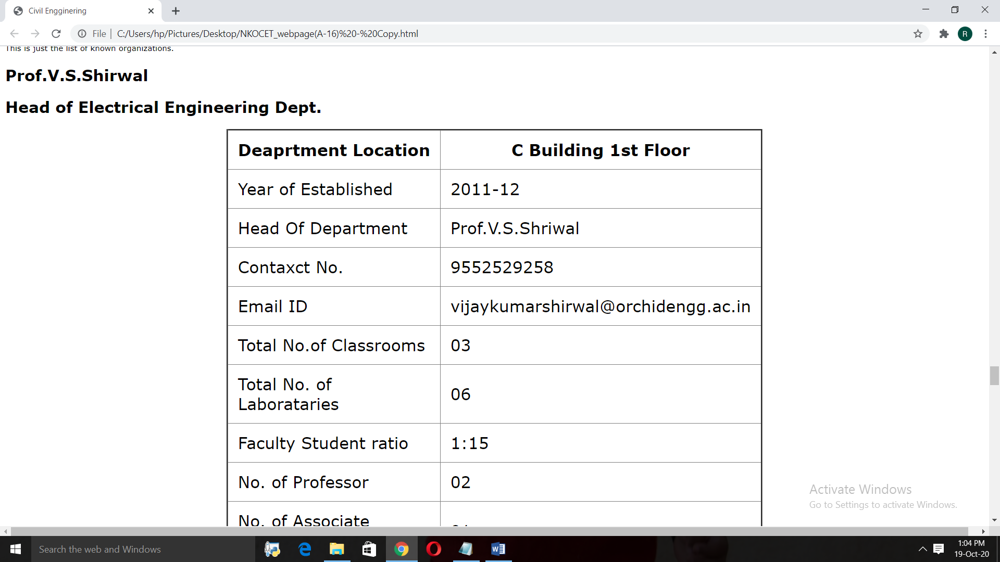 Civil Engginering
File
C:/Users/hp/Pictures/Desktop/NKOCET_webpage(A-16)%20-%20Copy.html
R
This is just the list of known organizations.
Prof.V.S.Shirwal
Head of Electrical Engineering Dept.
Deaprtment Location C Building 1st Floor
Year of Established 2011-12
Head Of Department Prof.V.S.Shriwal
Contaxct No. 9552529258
Email ID vijaykumarshirwal@orchidengg.ac.in
Total No.of Classrooms 03
Total No. of
Laborataries 06
Faculty Student ratio 1:15
No. of Professor 02
No. of Associate
Activate Windows
Go to Settings to activate Windows.
Search the web and Windows
1:04 PM
19-Oct-20